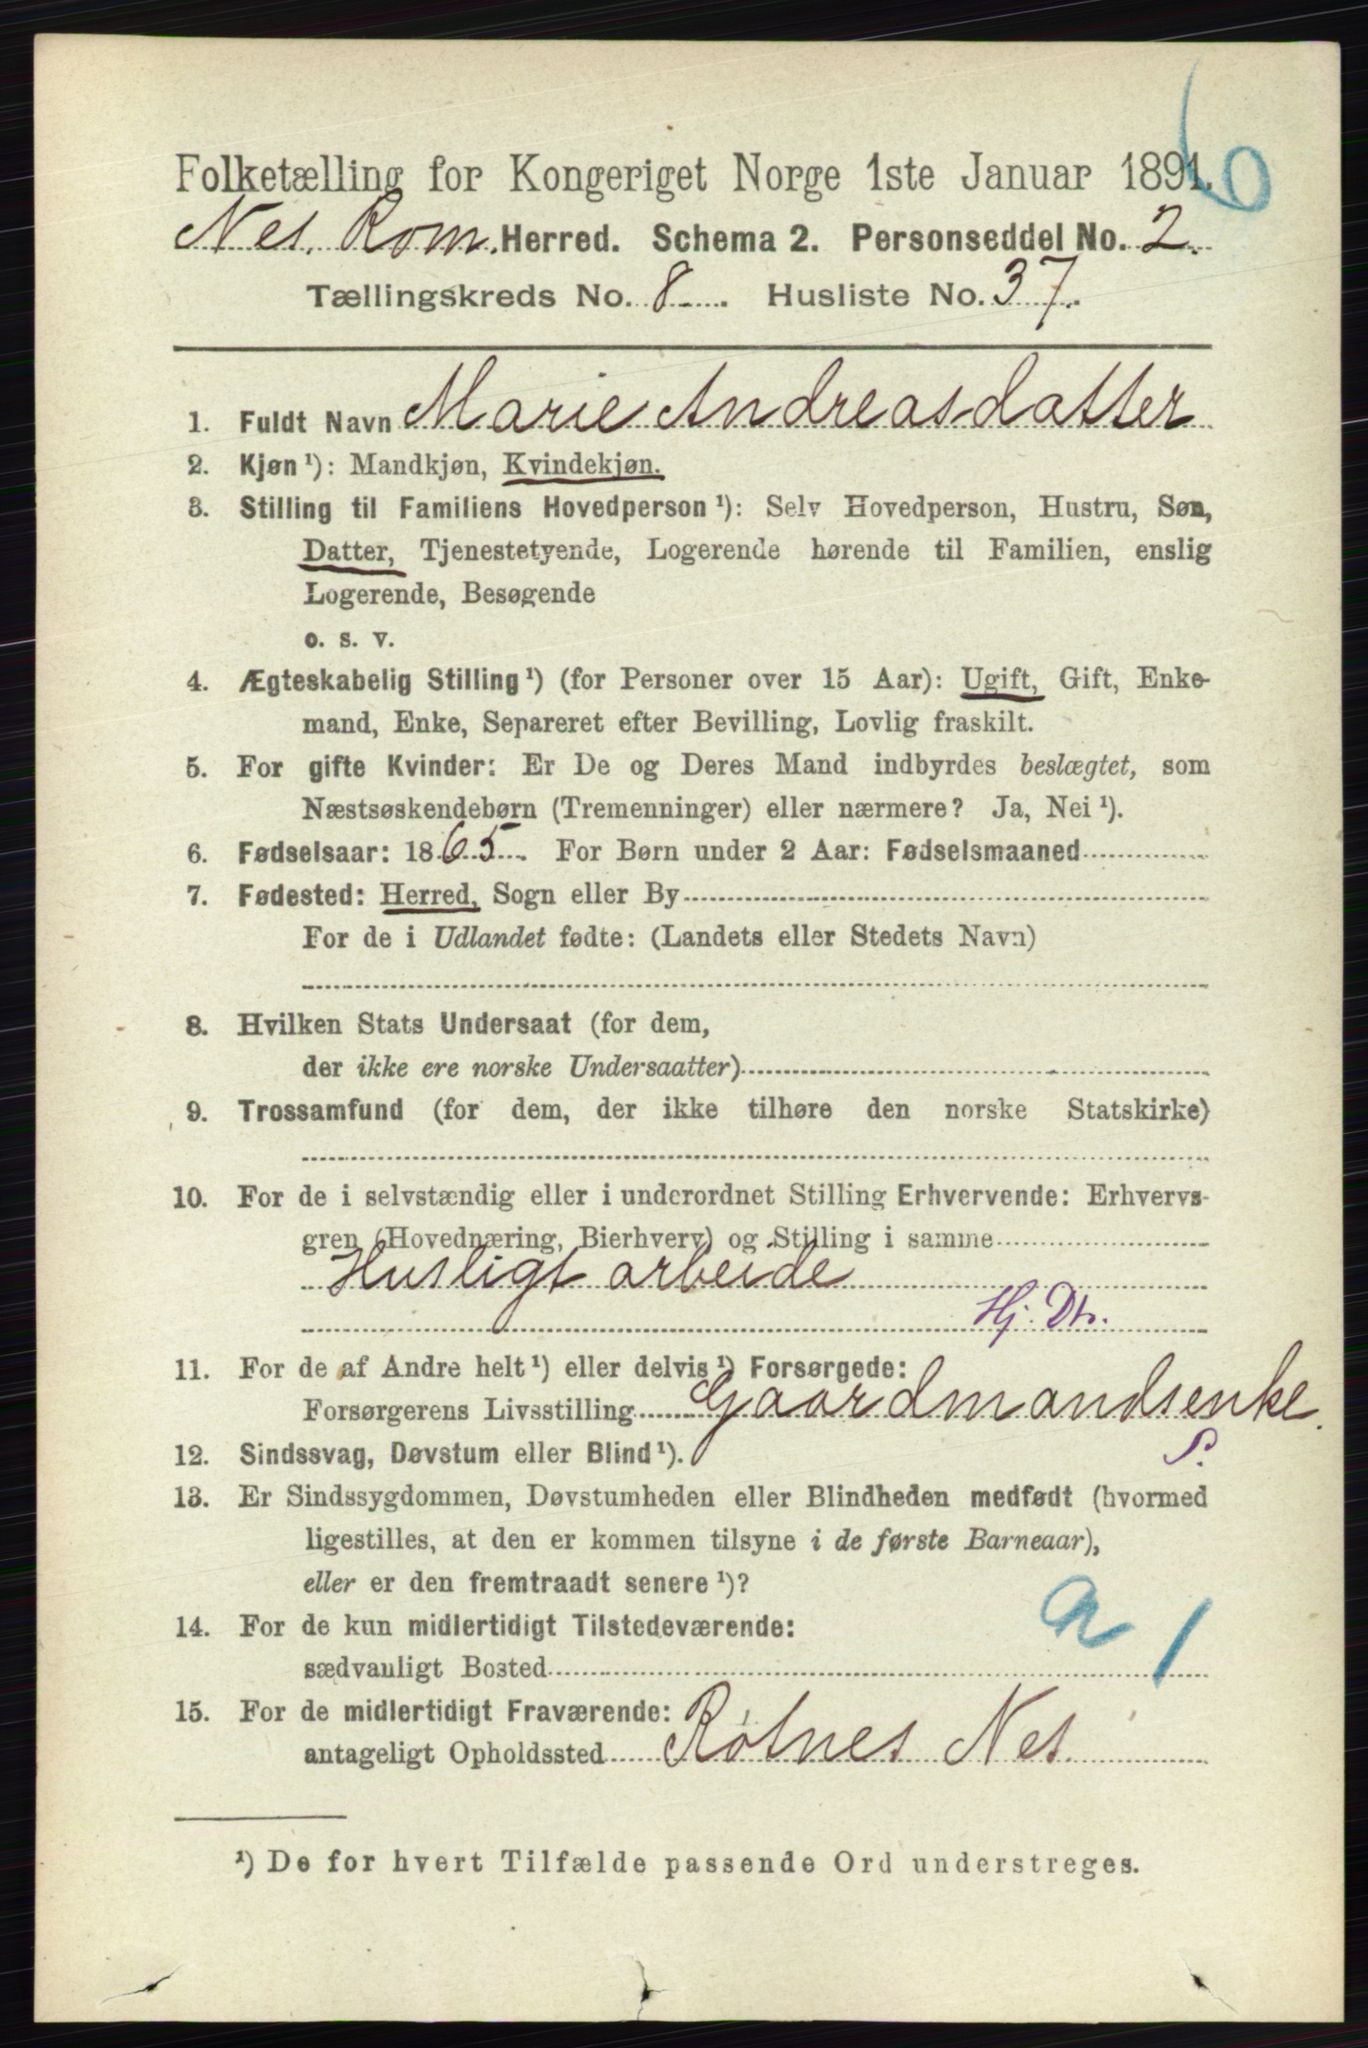 6
Folketælling for Kongeriget Norge 1ste Januar 1891.
Nes. Rom. Herred. Schema 2. Personseddel No. 2.
Tællingskreds No. 8. Husliste No. 37.
1. Fuldt Navn Marie Andreasdatter
2. Kjøn ¹): Mandkjøn, Kvindekjøn.
3. Stilling til Familiens Hovedperson ¹): Selv Hovedperson, Hustru, Søn,
Datter, Tjenestetyende, Logerende hørende til Familien, enslig
Logerende, Besøgende
o. s. v.
4. Ægteskabelig Stilling ¹) (for Personer over 15 Aar): Ugift, Gift, Enke-
mand, Enke, Separeret efter Bevilling, Lovlig fraskilt.
5. For gifte Kvinder: Er De og Deres Mand indbyrdes beslægtet, som
Næstsøskendebørn (Tremenninger) eller nærmere? Ja, Nei ¹).
6. Fødselsaar: 1865. For Børn under 2 Aar: Fødselsmaaned
7. Fødested: Herred, Sogn eller By
For de i Udlandet fødte: (Landets eller Stedets Navn)
8. Hvilken Stats Undersaat (for dem,
der ikke ere norske Undersaatter)
9. Trossamfund (for dem, der ikke tilhøre den norske Statskirke)
10. For de i selvstændig eller i underordnet Stilling Erhvervende: Erhvervs-
gren (Hovednæring, Bierhverv) og Stilling i samme
Husligt arbeide
Hj. Dtr.
11. For de af Andre helt ¹) eller delvis ¹) Forsørgede:
Forsørgerens Livsstilling Gaardmandsenke.
12. Sindssvag, Døvstum eller Blind ¹). S.
13. Er Sindssygdommen, Døvstumheden eller Blindheden medfødt (hvormed
ligestilles, at den er kommen tilsyne i de første Barneaar),
eller er den fremtraadt senere ¹)?
14. For de kun midlertidigt Tilstedeværende: a 1
sædvanligt Bosted
15. For de midlertidigt Fraværende:
antageligt Opholdssted Rotnes Nes
¹) De for hvert Tilfælde passende Ord understreges.